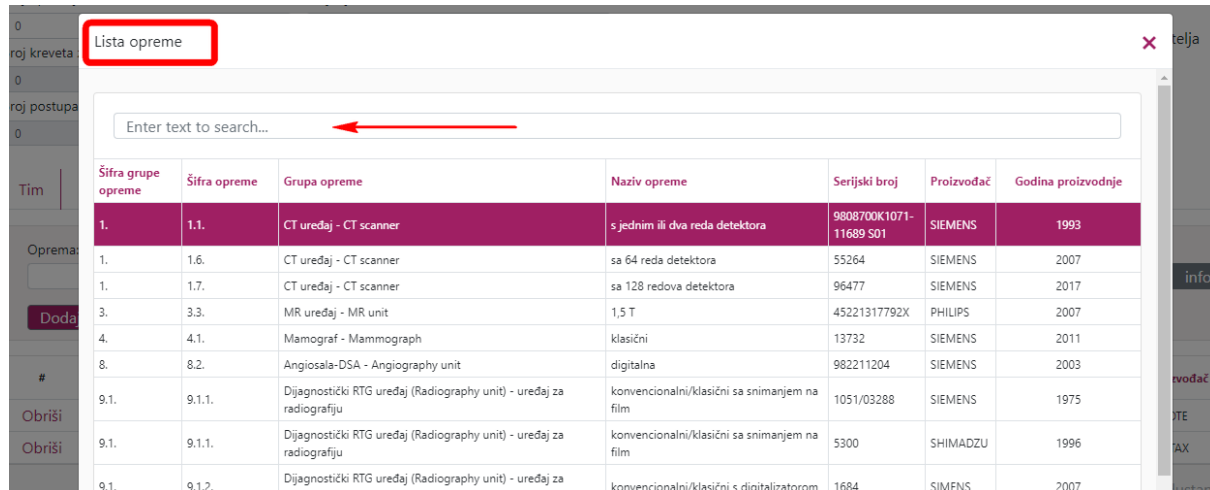 0
roj kreveta
0
roj postupa
0
Tim
Oprema:
Dodaj
#
Obriši
Obriši
Lista opreme
×
telja
Enter text to search...
Šifra grupe opreme Šifra opreme Grupa opreme Naziv opreme Serijski broj Proizvođač Godina proizvodnje
1. 1.1. CT uređaj - CT scanner s jednim ili dva reda detektora 9808700K1071-11689 S01 SIEMENS 1993
1. 1.6. CT uređaj - CT scanner sa 64 reda detektora 55264 SIEMENS 2007
1. 1.7. CT uređaj - CT scanner sa 128 redova detektora 96477 SIEMENS 2017
3. 3.3. MR uređaj - MR unit 1,5 T 45221317792X PHILIPS 2007
4. 4.1. Mamograf - Mammograph klasični 13732 SIEMENS 2011
8. 8.2. Angiosala-DSA - Angiography unit digitalna 982211204 SIEMENS 2003
9.1. 9.1.1. Dijagnostički RTG uređaj (Radiography unit) - uređaj za radiografiju konvencionalni/klasični sa snimanjem na film 1051/03288 SIEMENS 1975
9.1. 9.1.1. Dijagnostički RTG uređaj (Radiography unit) - uređaj za radiografiju konvencionalni/klasični sa snimanjem na film 5300 SHIMADZU 1996
9.1. 9.1.2. Dijagnostički RTG uređaj (Radiography unit) - uređaj za konvencionalni/klasični s digitalizatorom 1684 SIMENS 2007
info
zvođač
OTE
TAX